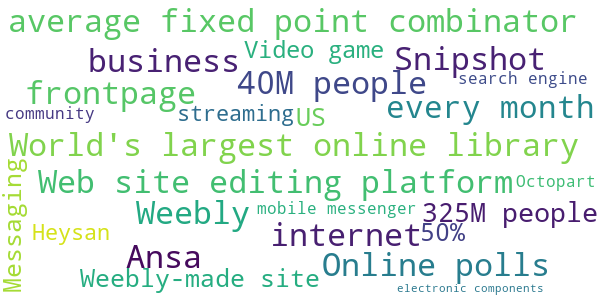 average fixed point combinator
business
Video game
Snipshot
frontpage
40M people
search engine
community
streaming
US
every month
World's largest online library
Messaging
Web site editing platform
Octopart
Weebly
mobile messenger
325M people
Heysan
internet
50%
Ansa
Online polls
Weebly-made site
electronic components